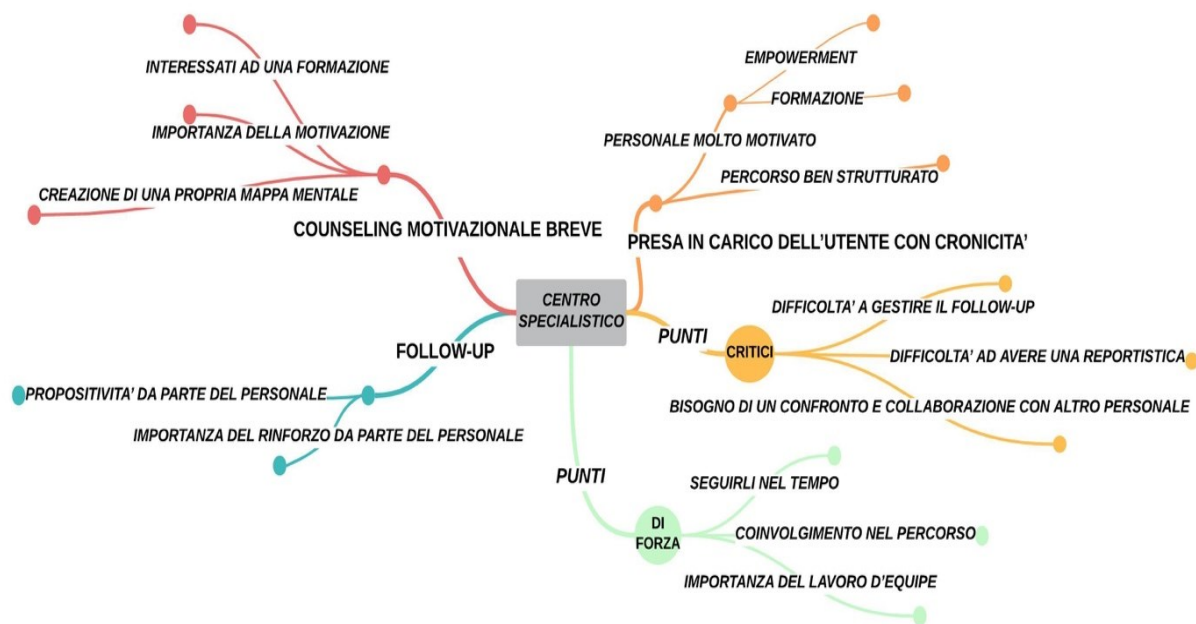 INTERESSATI AD UNA FORMAZIONE
IMPORTANZA DELLA MOTIVAZIONE
CREAZIONE DI UNA PROPRIA MAPPA MENTALE
COUNSELING MOTIVAZIONALE BREVE
EMPOWERMENT
FORMAZIONE
PERSONALE MOLTO MOTIVATO
PERCORSO BEN STRUTTURATO
PRESA IN CARICO DELL'UTENTE CON CRONICITA'
CENTRO
SPECIALISTICO
FOLLOW-UP
PROPOSITIVITA' DA PARTE DEL PERSONALE
IMPORTANZA DEL RINFORZO DA PARTE DEL PERSONALE
PUNTI
CRITICI
DIFFICOLTA' A GESTIRE IL FOLLOW-UP
DIFFICOLTA' AD AVERE UNA REPORTISTICA
BISOGNO DI UN CONFRONTO E COLLABORAZIONE CON ALTRO PERSONALE
PUNTI
DI
FORZA
SEGUIRLI NEL TEMPO
COINVOLGIMENTO NEL PERCORSO
IMPORTANZA DEL LAVORO D'EQUIPE